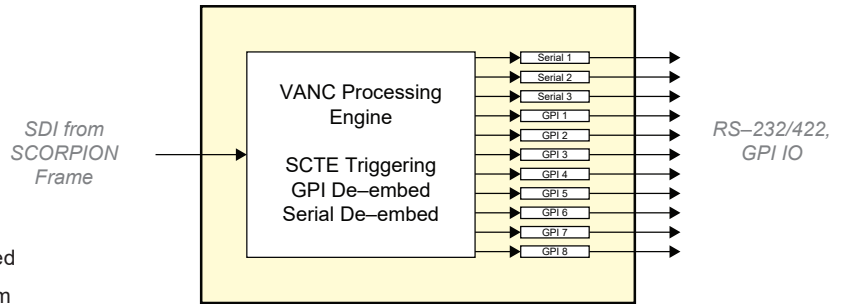 SDI from
SCORPION
Frame
VANC Processing
Engine
SCTE Triggering
GPI De–embed
Serial De–embed
Serial 1
Serial 2
Serial 3
GPI 1
GPI 2
GPI 3
GPI 4
GPI 5
GPI 6
GPI 7
GPI 8
RS–232/422,
GPI IO